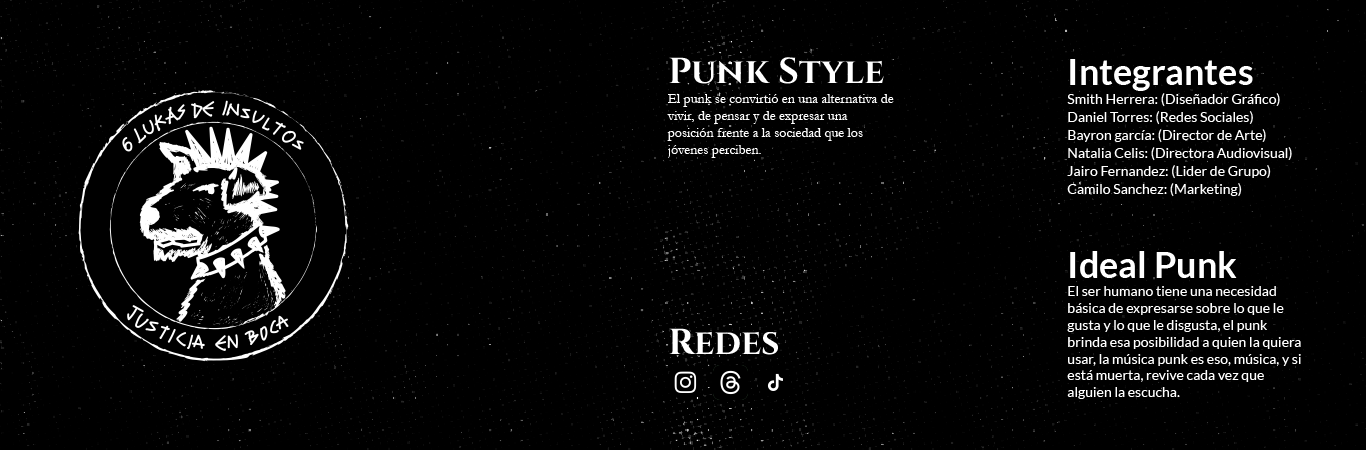 6 LUKAS DE INSULTOS
JUSTICIA EN BOCA
PUNK STYLE
El punk se convirtió en una alternativa de
vivir, de pensar y de expresar una
posición frente a la sociedad que los
jóvenes perciben.
REDES
Integrantes
Smith Herrera: (Diseñador Gráfico)
Daniel Torres: (Redes Sociales)
Bayron garcía: (Director de Arte)
Natalia Celis: (Directora Audiovisual)
Jairo Fernandez: (Lider de Grupo)
Camilo Sanchez: (Marketing)
Ideal Punk
El ser humano tiene una necesidad
básica de expresarse sobre lo que le
gusta y lo que le disgusta, el punk
brinda esa posibilidad a quien la quiera
usar, la música punk es eso, música, y si
está muerta, revive cada vez que
alguien la escucha.